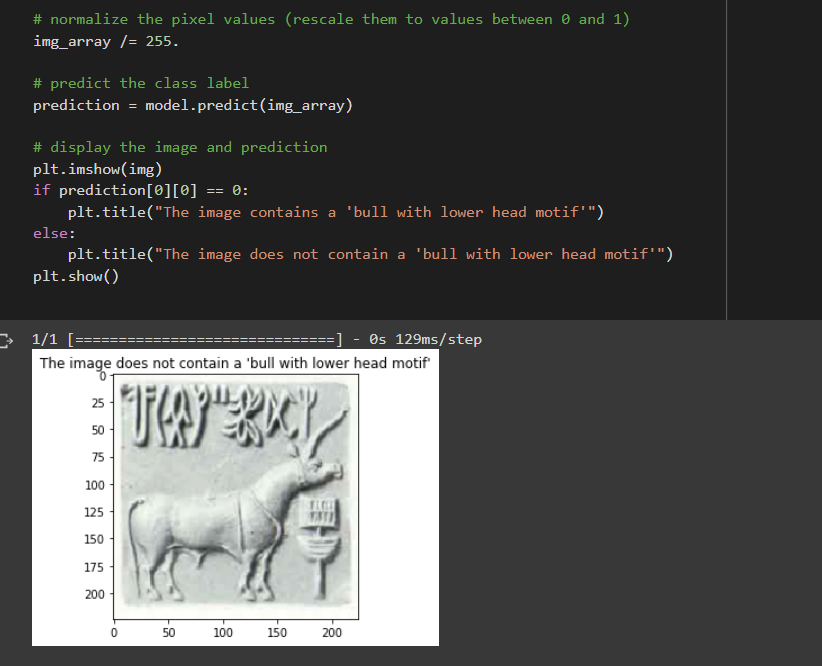 # normalize the pixel values (rescale them to values between 0 and 1)
img_array /= 255.
# predict the class label
prediction = model.predict(img_array)
# display the image and prediction
plt.imshow(img)
if prediction[0][0] == 0:
    plt.title("The image contains a 'bull with lower head motif'")
else:
    plt.title("The image does not contain a 'bull with lower head motif'")
plt.show()
1/1 [==============================] - 0s 129ms/step
The image does not contain a 'bull with lower head motif'
0
25
50
75
100
125
150
175
200
0 50 100 150 200